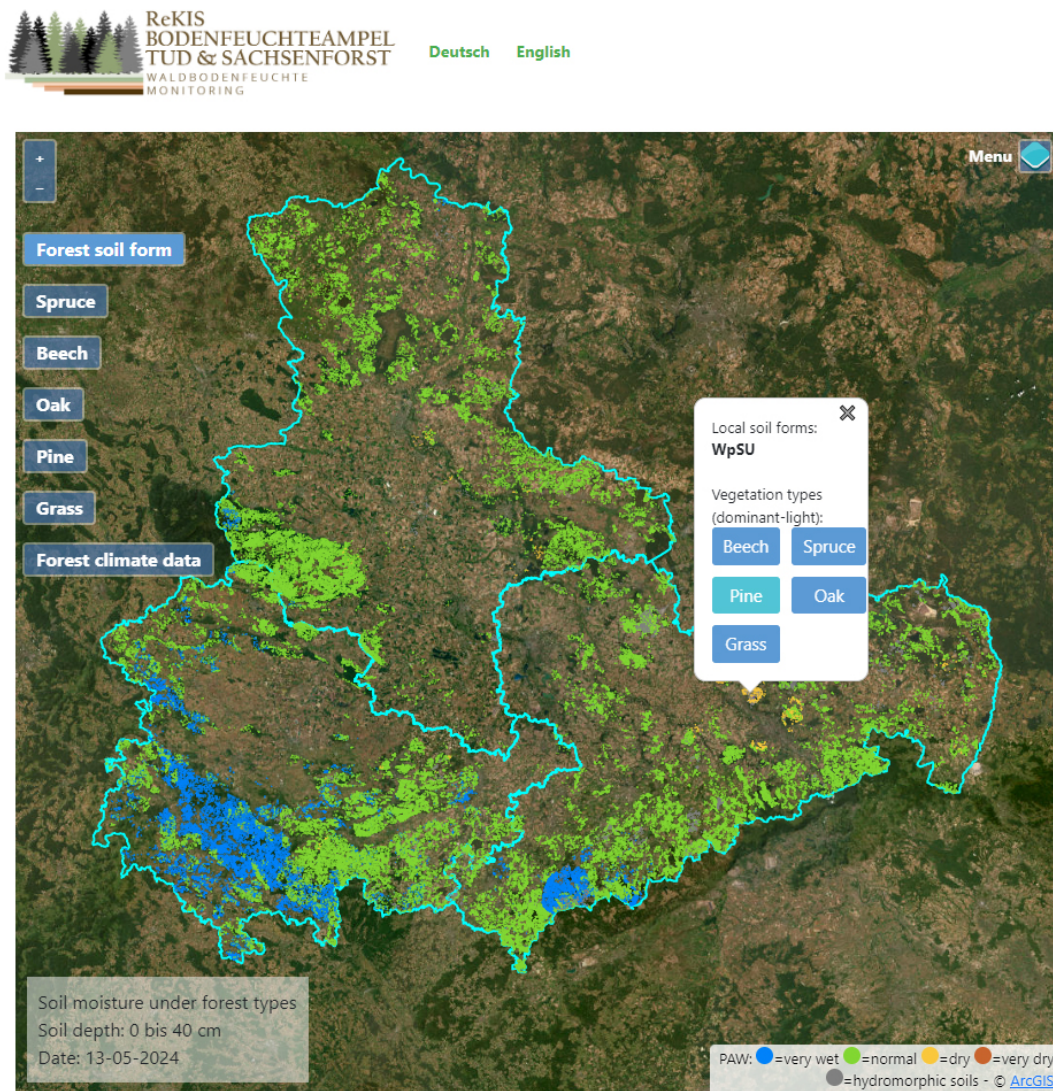 ReKIS
BODENFEUCHTEAMPEL
TUD & SACHSENFORST
WALDBODENFEUCHTE
MONITORING
Deutsch English
+
−
Menu
Forest soil form
Spruce
Beech
Oak
Pine
Grass
Forest climate data
Local soil forms:
WpSU
Vegetation types
(dominant-light):
Beech Spruce
Pine Oak
Grass
Soil moisture under forest types
Soil depth: 0 bis 40 cm
Date: 13-05-2024
PAW: =very wet =normal =dry =very dry
=hydromorphic soils - © ArcGIS